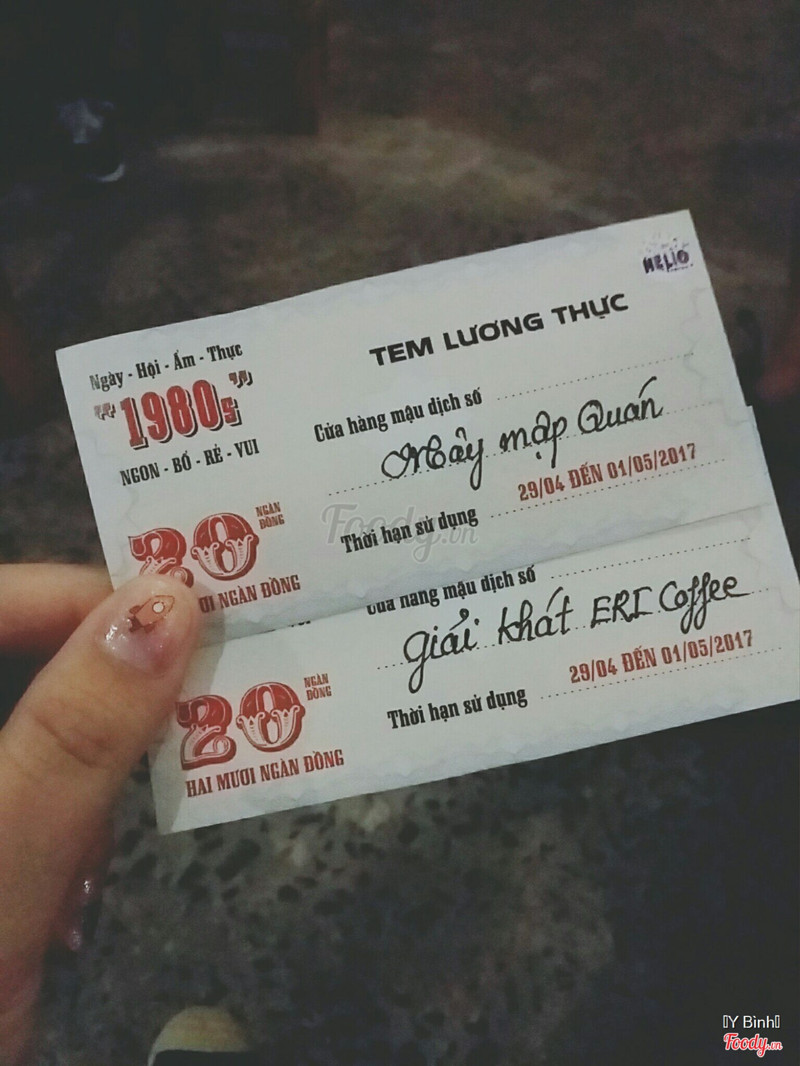 HELIO
TEM LƯƠNG THỰC
Ngày - Hội - Ẩm - Thực
"1980s"
NGON - BỔ - RẺ - VUI
Cửa hàng mậu dịch số
Mây mập Quán
Thời hạn sử dụng 29/04 ĐẾN 01/05/2017
20 NGÀN ĐỒNG
ƯƠI NGÀN ĐỒNG
Foody.vn
Cửa hàng mậu dịch số
giải khát ERI Coffee
Thời hạn sử dụng 29/04 ĐẾN 01/05/2017
20 NGÀN ĐỒNG
HAI MƯƠI NGÀN ĐỒNG
Y Bình
Foody.vn